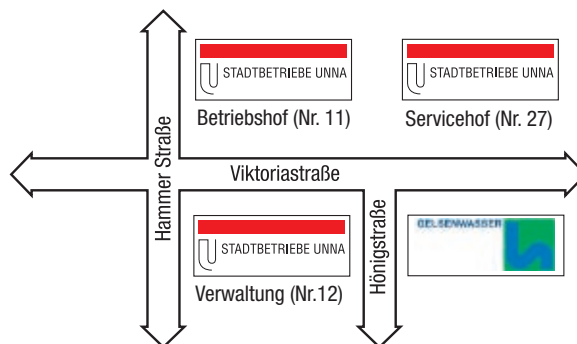 STADTBETRIEBE UNNA
STADTBETRIEBE UNNA
Betriebshof (Nr. 11)
Servicehof (Nr. 27)
Hammer Straße
Viktoriastraße
STADTBETRIEBE UNNA
Verwaltung (Nr.12)
Hönigstraße
GELSENWASSER